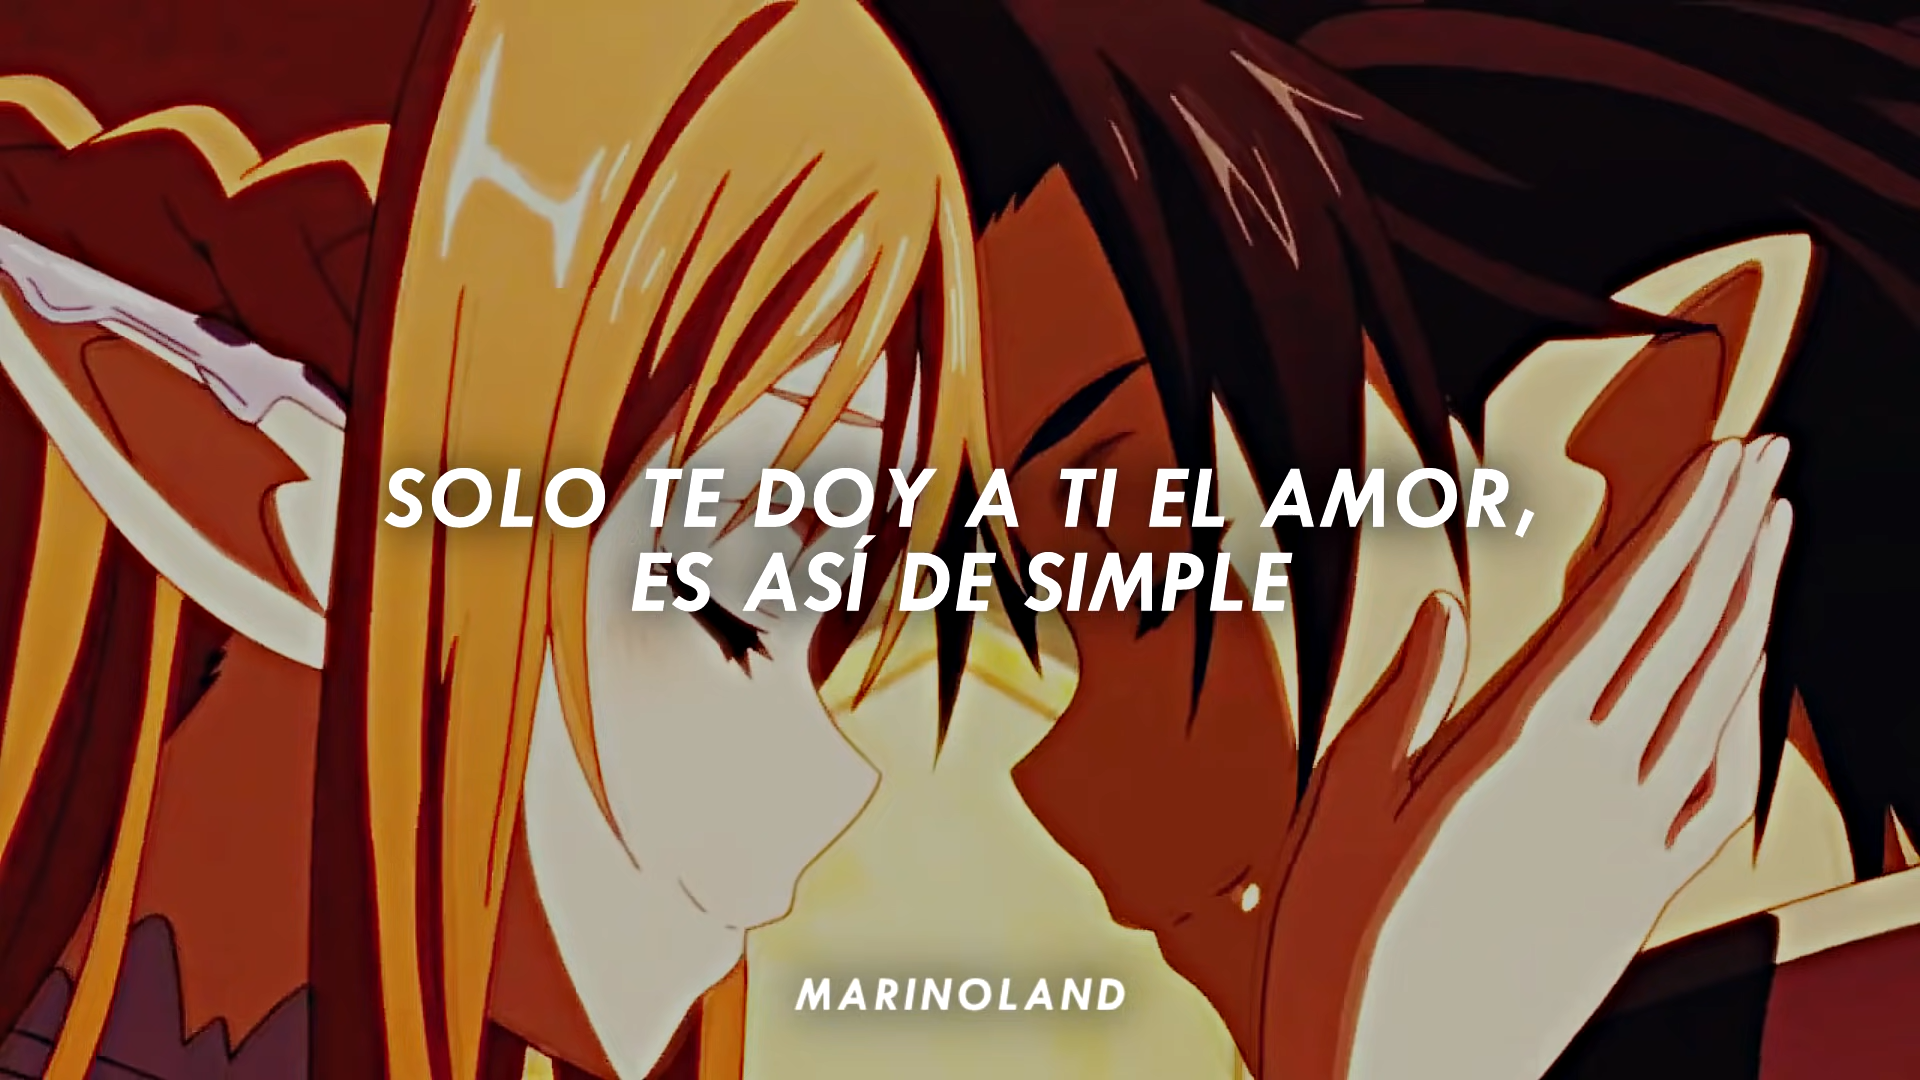 SOLO TE DOY A TI EL AMOR,
ES ASÍ DE SIMPLE
MARINOLAND